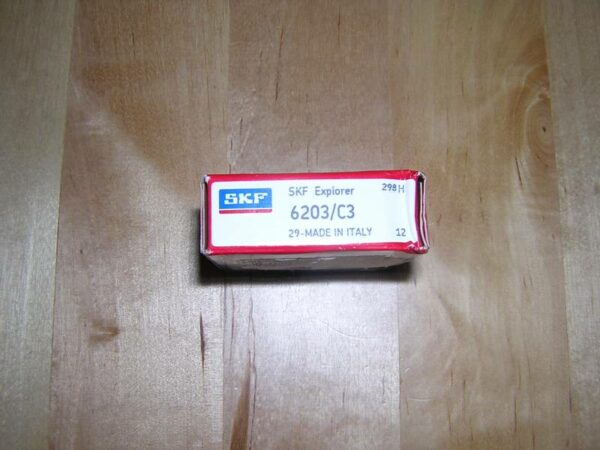 SKF
SKF Explorer
298H
6203/C3
29-MADE IN ITALY
12